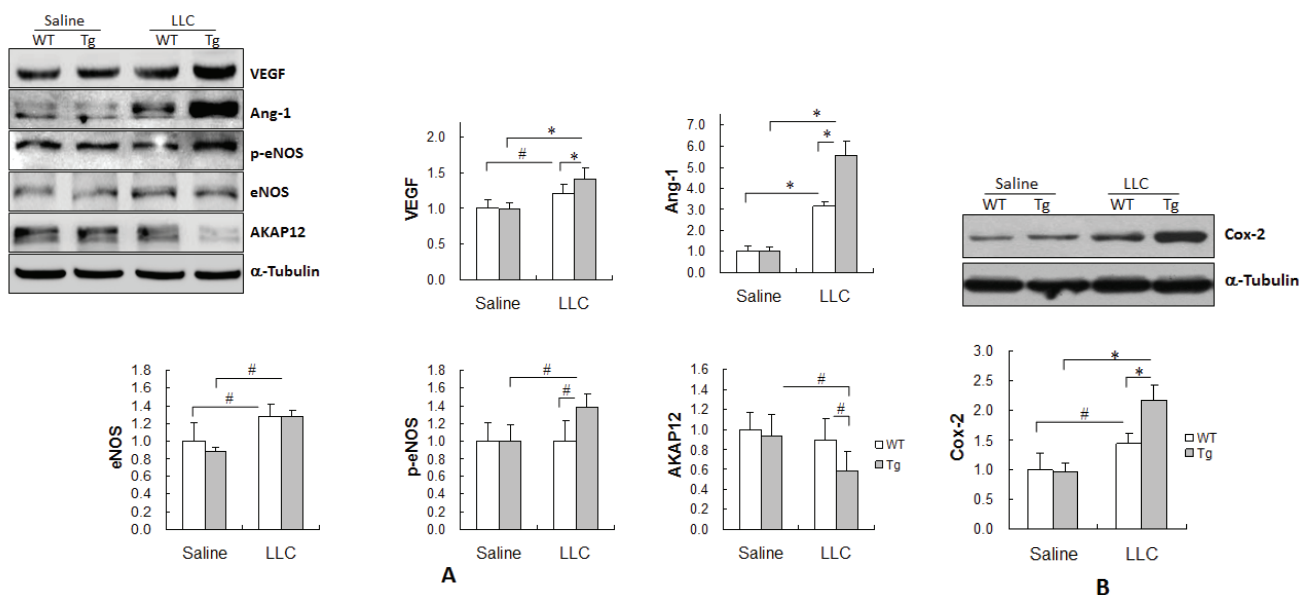 Saline LLC
WT Tg WT Tg
VEGF
Ang-1
p-eNOS
eNOS
AKAP12
α-Tubulin
VEGF
2.0
1.5
1.0
0.5
0.0
* # *
Saline LLC
Ang-1
8.0
7.0
6.0
5.0
4.0
3.0
2.0
1.0
0.0
* * *
Saline LLC
Saline LLC
WT Tg WT Tg
Cox-2
α-Tubulin
eNOS
1.8
1.6
1.4
1.2
1.0
0.8
0.6
0.4
0.2
0.0
#
#
Saline LLC
p-eNOS
1.8
1.6
1.4
1.2
1.0
0.8
0.6
0.4
0.2
0.0
#
#
Saline LLC
AKAP12
1.6
1.4
1.2
1.0
0.8
0.6
0.4
0.2
0.0
#
#
WT
Tg
Saline LLC
Cox-2
3.0
2.5
2.0
1.5
1.0
0.5
0.0
*
# *
WT
Tg
Saline LLC
A
B